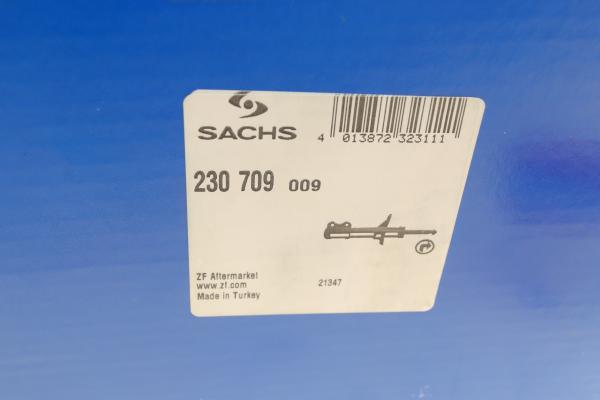 SACHS
4 013872 323111
230 709 009
ZF Aftermarket
www.zf.com
Made in Turkey
21347